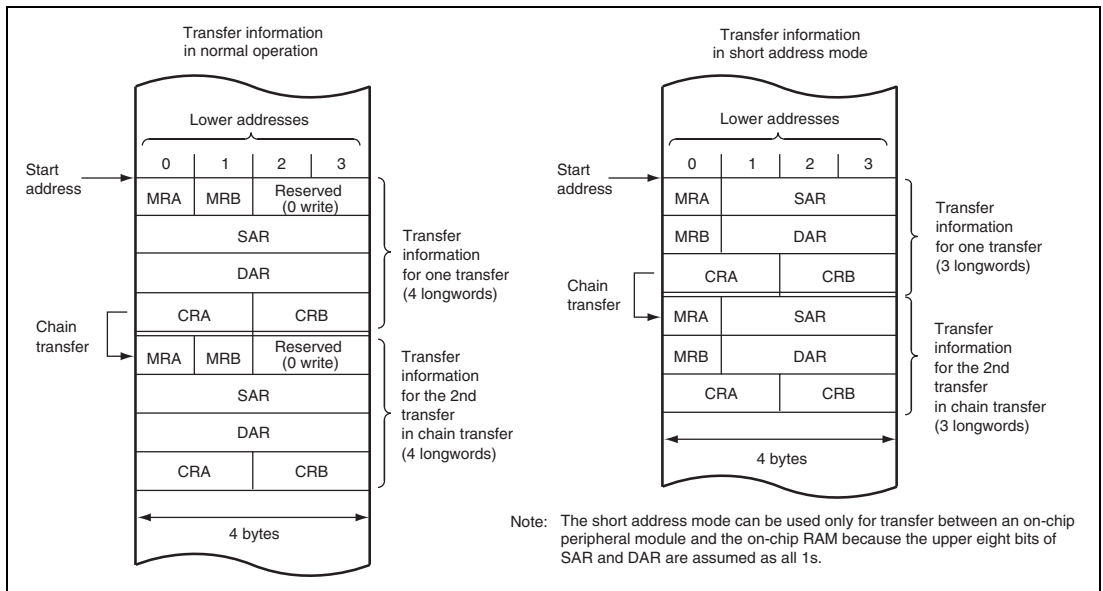 Transfer information
in normal operation
Lower addresses
0 1 2 3
Start
address
MRA MRB Reserved
(0 write)
SAR
DAR
CRA CRB
Transfer
information
for one transfer
(4 longwords)
Chain
transfer
MRA MRB Reserved
(0 write)
SAR
DAR
CRA CRB
Transfer
information
for the 2nd
transfer
in chain transfer
(4 longwords)
4 bytes
Transfer information
in short address mode
Lower addresses
0 1 2 3
Start
address
MRA SAR
MRB DAR
CRA CRB
Transfer
information
for one transfer
(3 longwords)
Chain
transfer
MRA SAR
MRB DAR
CRA CRB
Transfer
information
for the 2nd
transfer
in chain transfer
(3 longwords)
4 bytes
Note: The short address mode can be used only for transfer between an on-chip
peripheral module and the on-chip RAM because the upper eight bits of
SAR and DAR are assumed as all 1s.